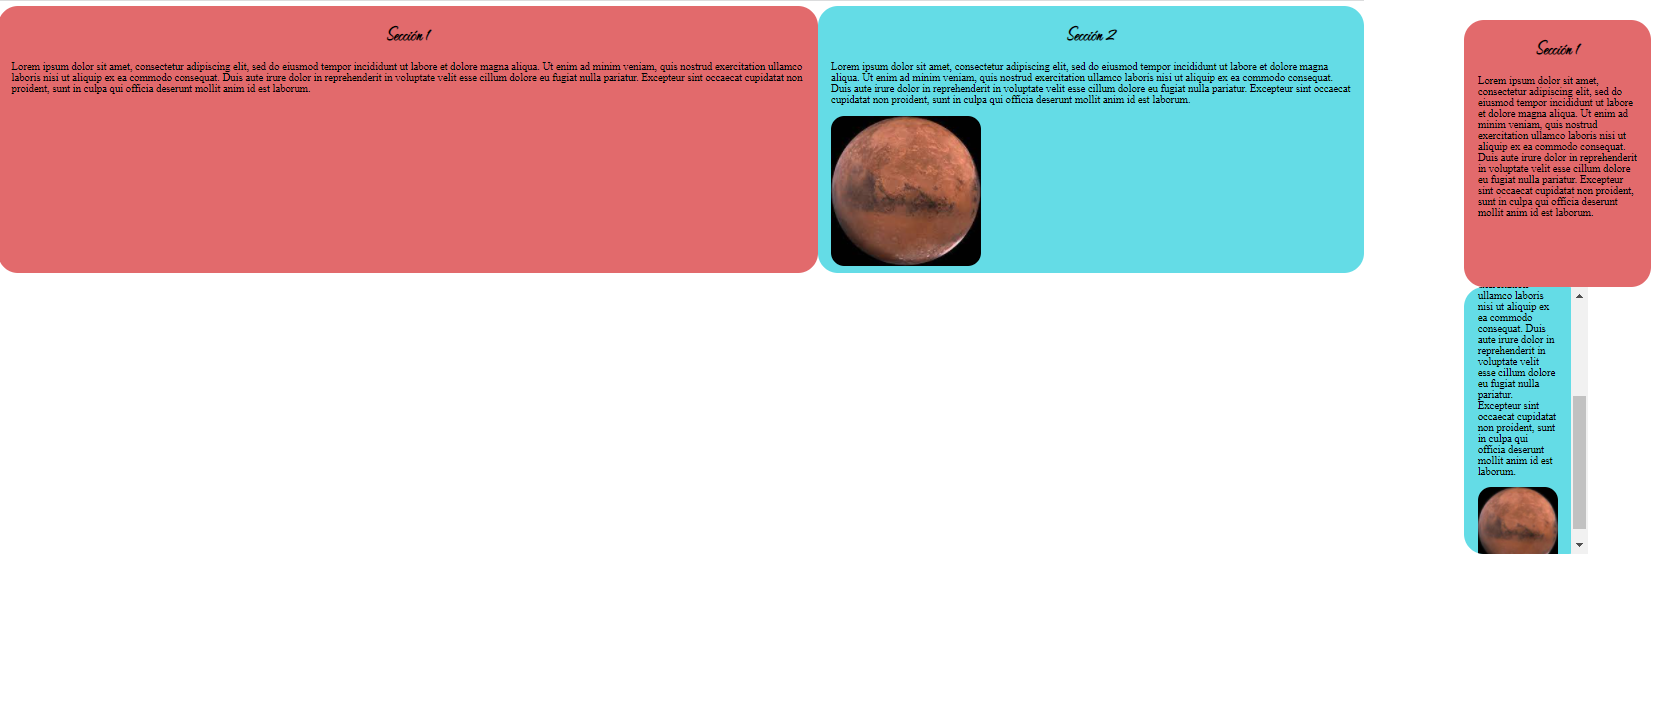 Sección 1
Lorem ipsum dolor sit amet, consectetur adipiscing elit, sed do eiusmod tempor incididunt ut labore et dolore magna aliqua. Ut enim ad minim veniam, quis nostrud exercitation ullamco
laboris nisi ut aliquip ex ea commodo consequat. Duis aute irure dolor in reprehenderit in voluptate velit esse cillum dolore eu fugiat nulla pariatur. Excepteur sint occaecat cupidatat non
proident, sunt in culpa qui officia deserunt mollit anim id est laborum.
Sección 2
Lorem ipsum dolor sit amet, consectetur adipiscing elit, sed do eiusmod tempor incididunt ut labore et dolore magna
aliqua. Ut enim ad minim veniam, quis nostrud exercitation ullamco laboris nisi ut aliquip ex ea commodo consequat.
Duis aute irure dolor in reprehenderit in voluptate velit esse cillum dolore eu fugiat nulla pariatur. Excepteur sint occaecat
cupidatat non proident, sunt in culpa qui officia deserunt mollit anim id est laborum.
Sección 1
Lorem ipsum dolor sit amet,
consectetur adipiscing elit, sed do
eiusmod tempor incididunt ut labore
et dolore magna aliqua. Ut enim ad
minim veniam, quis nostrud
exercitation ullamco laboris nisi ut
aliquip ex ea commodo consequat.
Duis aute irure dolor in reprehenderit
in voluptate velit esse cillum dolore
eu fugiat nulla pariatur. Excepteur
sint occaecat cupidatat non proident,
sunt in culpa qui officia deserunt
mollit anim id est laborum.
ullamco laboris
nisi ut aliquip ex
ea commodo
consequat. Duis
aute irure dolor in
reprehenderit in
voluptate velit
esse cillum dolore
eu fugiat nulla
pariatur.
Excepteur sint
occaecat cupidatat
non proident, sunt
in culpa qui
officia deserunt
mollit anim id est
laborum.